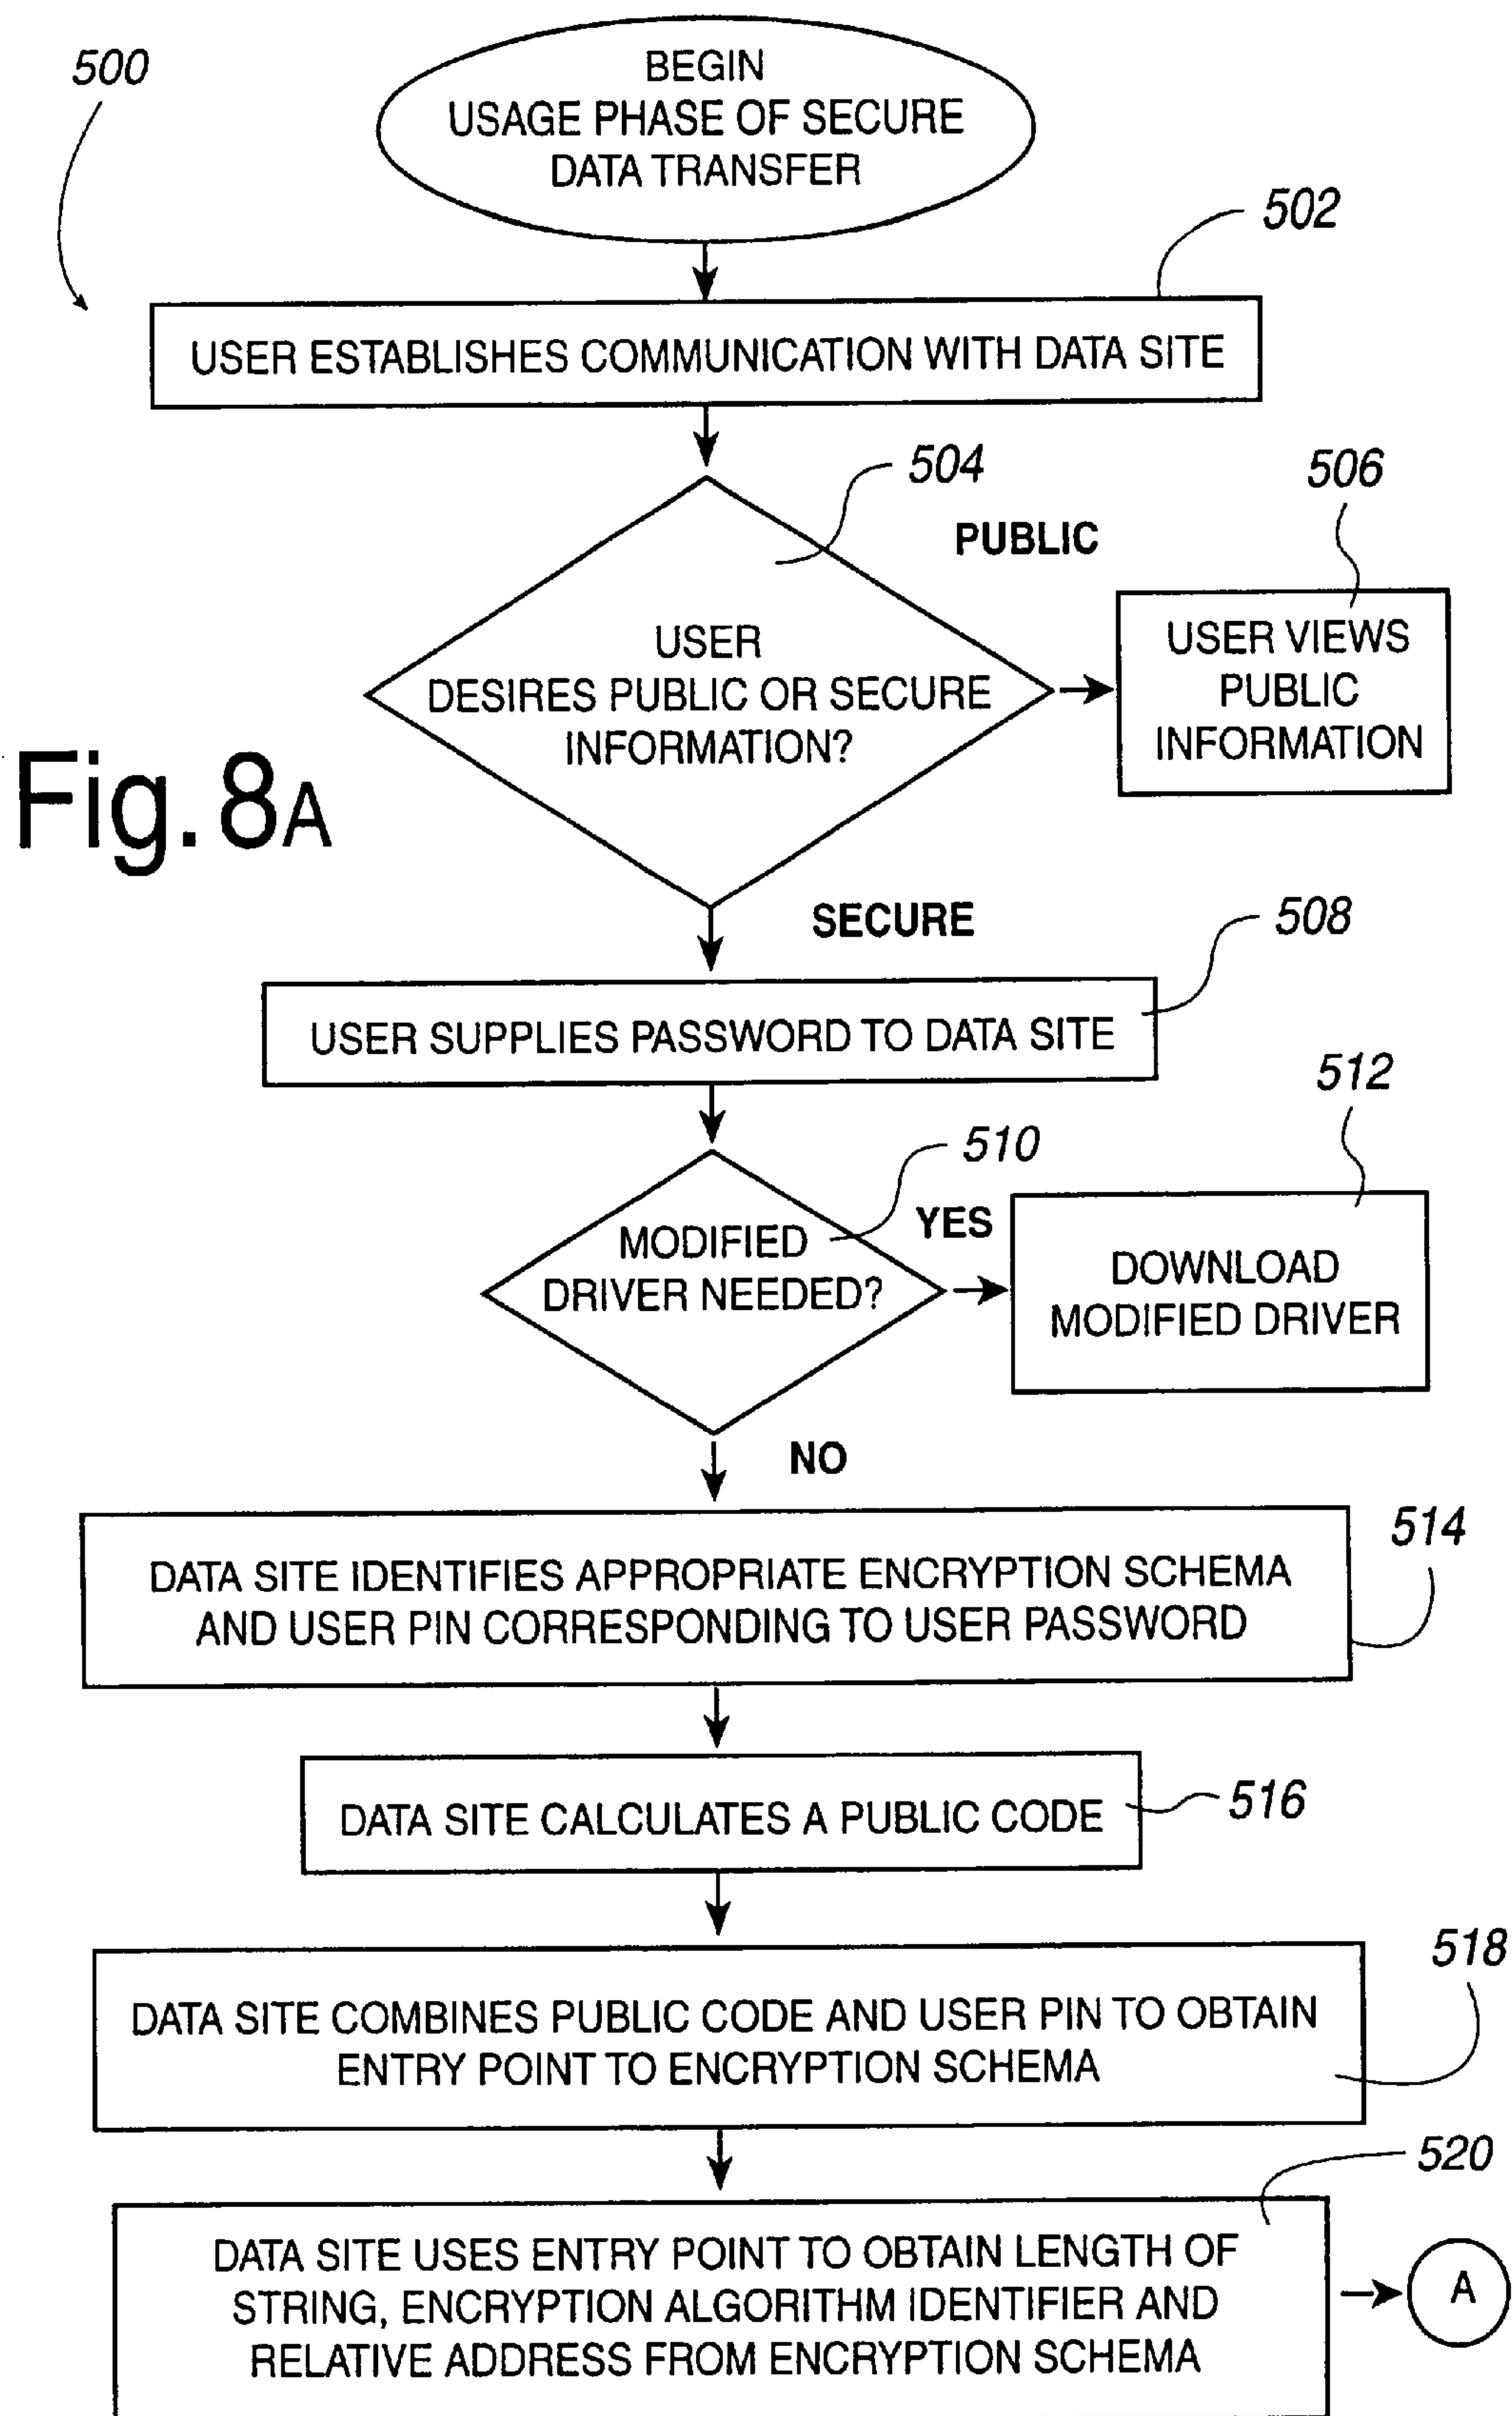 500
BEGIN
USAGE PHASE OF SECURE
DATA TRANSFER
502
USER ESTABLISHES COMMUNICATION WITH DATA SITE
504
PUBLIC
506
USER
DESIRES PUBLIC OR SECURE
INFORMATION?
USER VIEWS
PUBLIC
INFORMATION
Fig. 8A
SECURE
508
USER SUPPLIES PASSWORD TO DATA SITE
510
512
MODIFIED
DRIVER NEEDED?
YES
DOWNLOAD
MODIFIED DRIVER
NO
514
DATA SITE IDENTIFIES APPROPRIATE ENCRYPTION SCHEMA
AND USER PIN CORRESPONDING TO USER PASSWORD
DATA SITE CALCULATES A PUBLIC CODE
516
518
DATA SITE COMBINES PUBLIC CODE AND USER PIN TO OBTAIN
ENTRY POINT TO ENCRYPTION SCHEMA
520
DATA SITE USES ENTRY POINT TO OBTAIN LENGTH OF
STRING, ENCRYPTION ALGORITHM IDENTIFIER AND
RELATIVE ADDRESS FROM ENCRYPTION SCHEMA
A